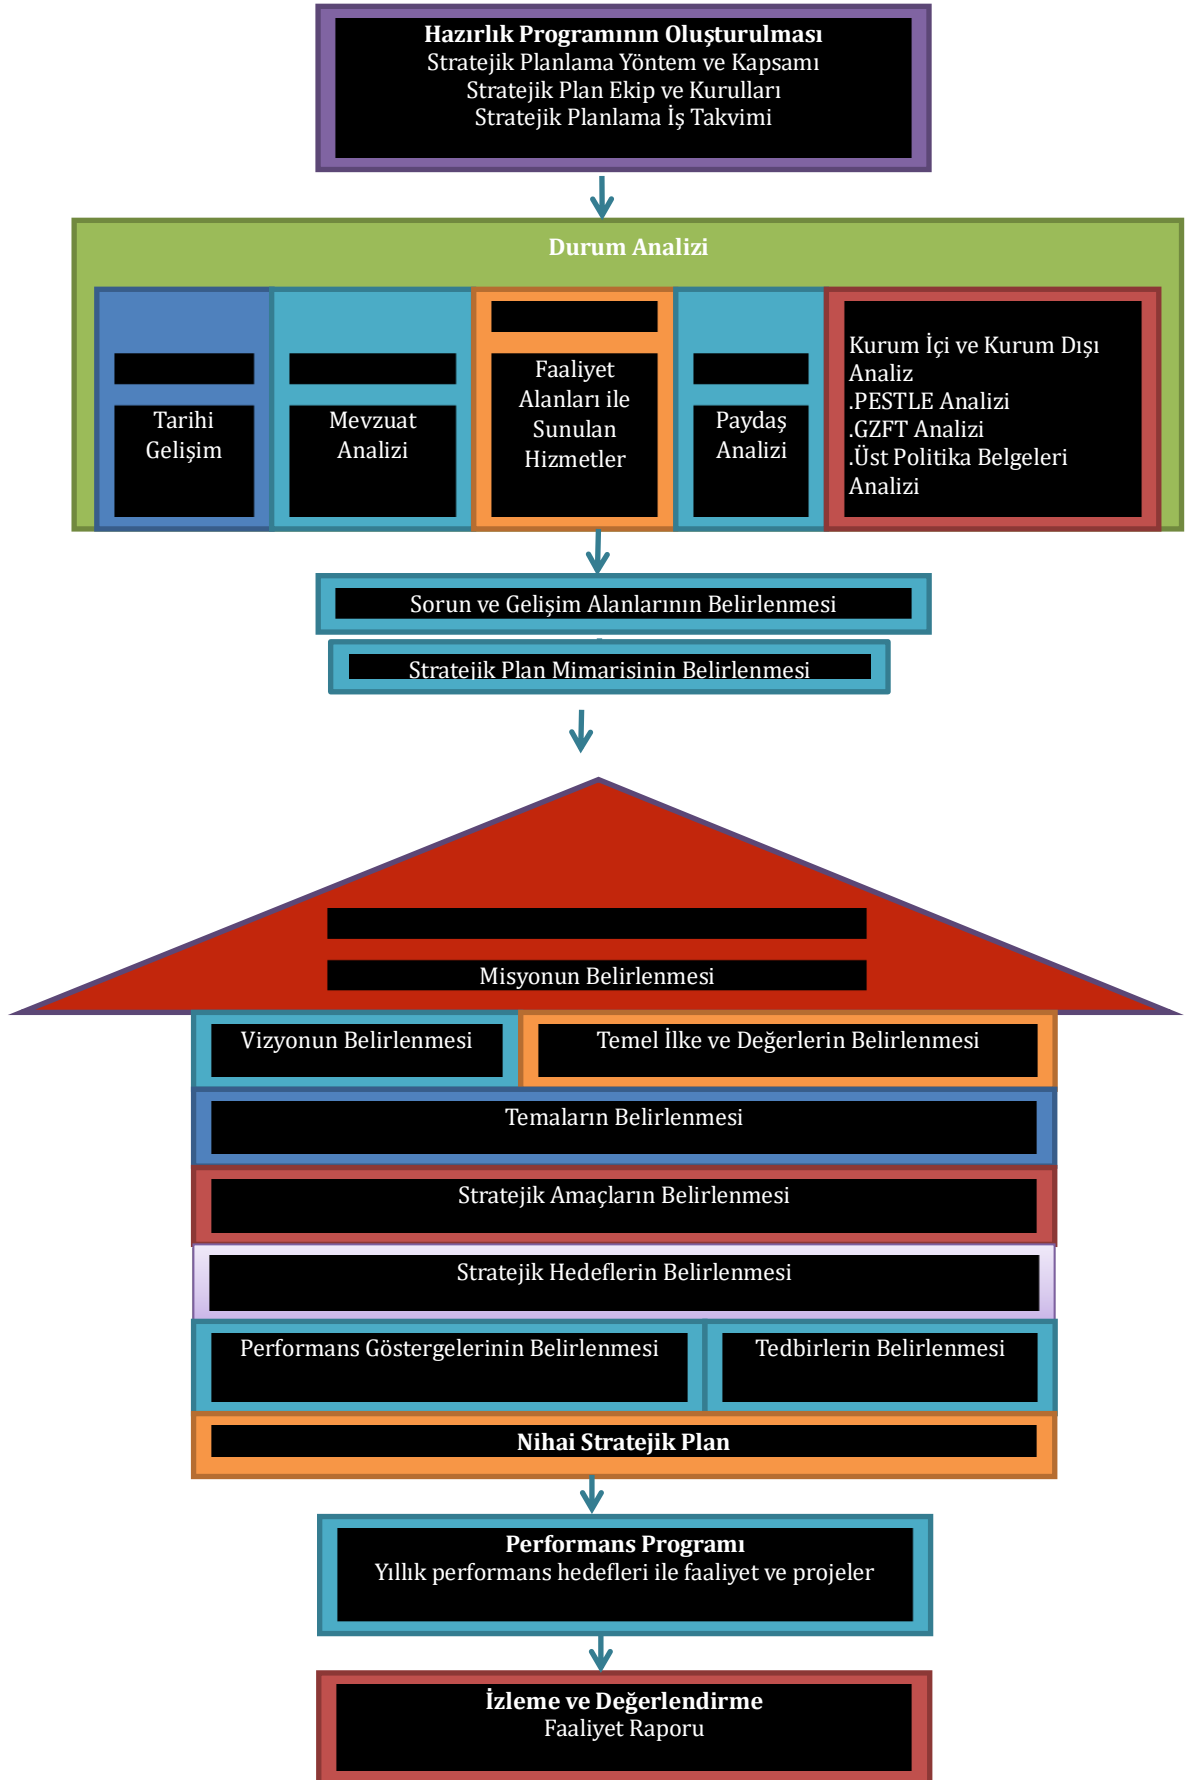 Hazırlık Programının Oluşturulması
Stratejik Planlama Yöntem ve Kapsamı
Stratejik Plan Ekip ve Kurulları
Stratejik Planlama İş Takvimi
Durum Analizi
Tarihi
Gelişim
Mevzuat
Analizi
Faaliyet
Alanları ile
Sunulan
Hizmetler
Paydaş
Analizi
Kurum İçi ve Kurum Dışı
Analiz
.PESTLE Analizi
.GZFT Analizi
.Üst Politika Belgeleri
Analizi
Sorun ve Gelişim Alanlarının Belirlenmesi
Stratejik Plan Mimarisinin Belirlenmesi
Misyonun Belirlenmesi
Vizyonun Belirlenmesi
Temel İlke ve Değerlerin Belirlenmesi
Temaların Belirlenmesi
Stratejik Amaçların Belirlenmesi
Stratejik Hedeflerin Belirlenmesi
Performans Göstergelerinin Belirlenmesi
Tedbirlerin Belirlenmesi
Nihai Stratejik Plan
Performans Programı
Yıllık performans hedefleri ile faaliyet ve projeler
İzleme ve Değerlendirme
Faaliyet Raporu